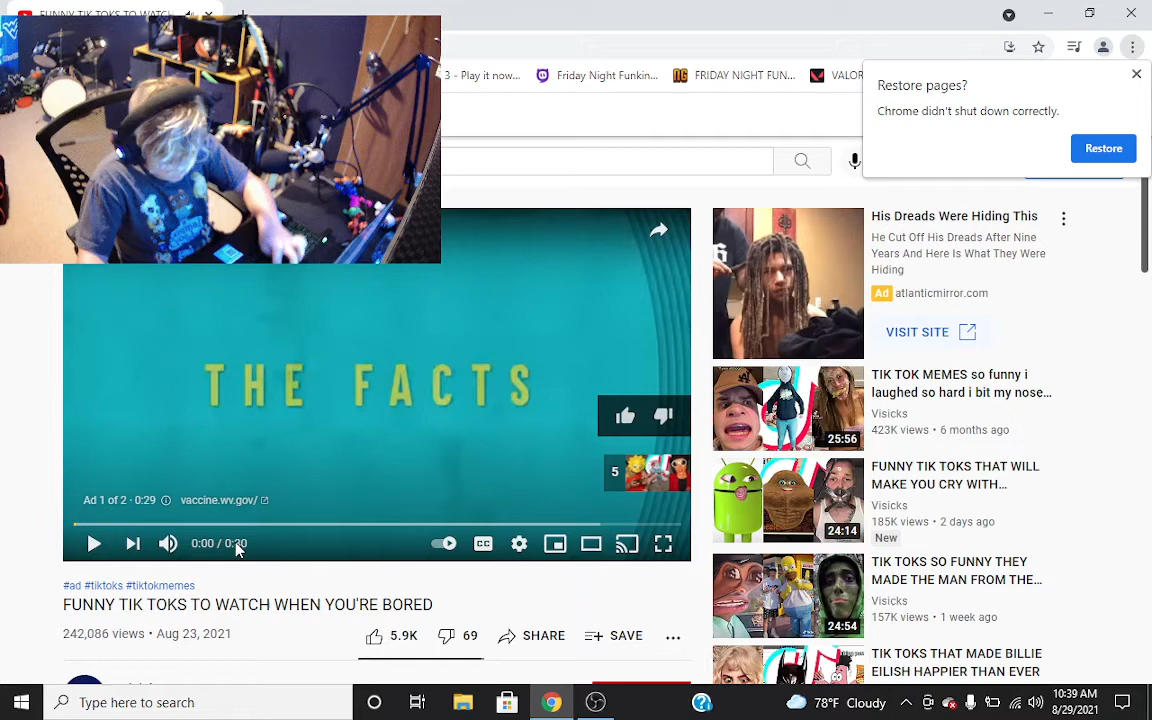 FUNNY TIK TOKS TO WATCH
3 - Play it now...
Friday Night Funkin...
FRIDAY NIGHT FUN...
VALOR
Restore pages?
Chrome didn't shut down correctly.
Restore
THE FACTS
5
Ad 1 of 2 · 0:29
vaccine.wv.gov/
0:00 / 0:30
CC
#ad #tiktoks #tiktokmemes
FUNNY TIK TOKS TO WATCH WHEN YOU'RE BORED
242,086 views • Aug 23, 2021
5.9K
69
SHARE
SAVE
His Dreads Were Hiding This
He Cut Off His Dreads After Nine
Years And Here Is What They Were
Hiding
Ad atlanticmirror.com
VISIT SITE
25:56
TIK TOK MEMES so funny i
laughed so hard i bit my nose...
Visicks
423K views • 6 months ago
24:14
FUNNY TIK TOKS THAT WILL
MAKE YOU CRY WITH...
Visicks
185K views • 2 days ago
New
24:54
TIK TOKS SO FUNNY THEY
MADE THE MAN FROM THE...
Visicks
157K views • 1 week ago
TIK TOKS THAT MADE BILLIE
EILISH HAPPIER THAN EVER
Type here to search
78°F Cloudy
10:39 AM
8/29/2021